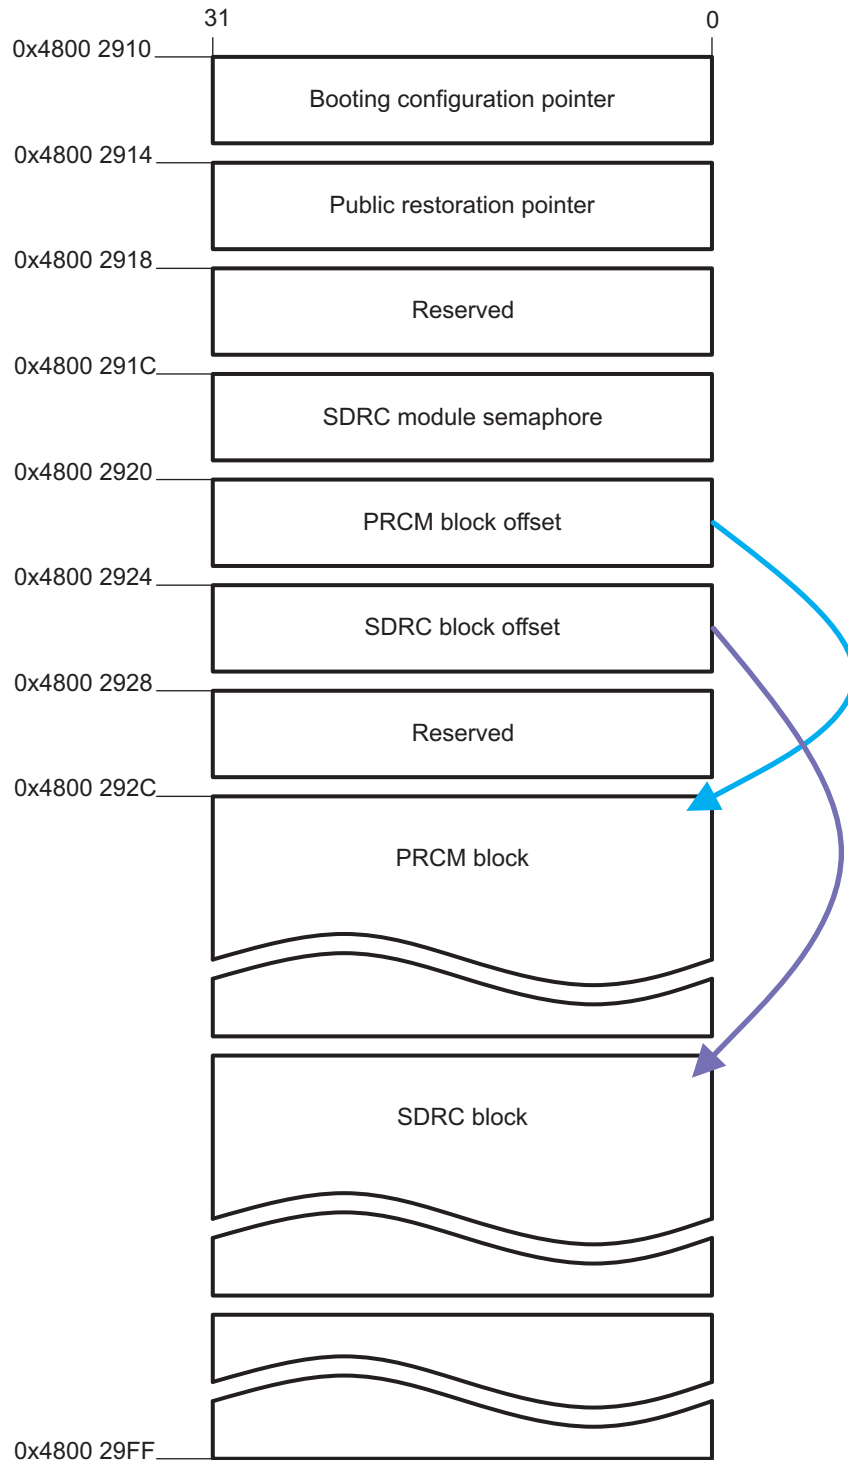 31 0
0x4800 2910
Booting configuration pointer
0x4800 2914
Public restoration pointer
0x4800 2918
Reserved
0x4800 291C
SDRC module semaphore
0x4800 2920
PRCM block offset
0x4800 2924
SDRC block offset
0x4800 2928
Reserved
0x4800 292C
PRCM block
SDRC block
0x4800 29FF